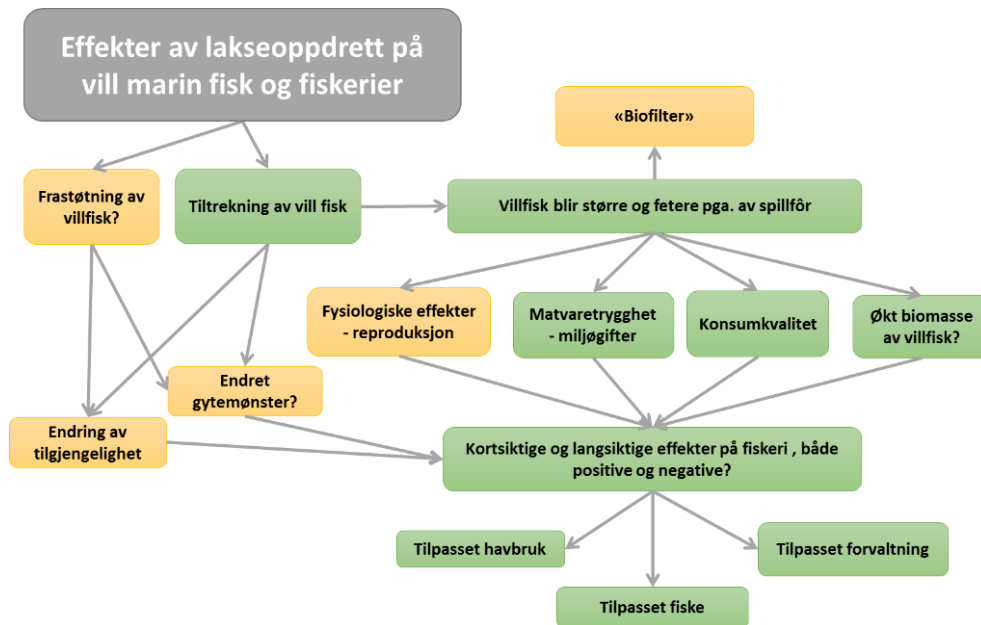 Effekter av lakseoppdrett på
vill marin fisk og fiskerier
«Biofilter»
Frastøtning av
villfisk?
Tiltrekning av vill fisk
Villfisk blir større og fetere pga. av spillfôr
Fysiologiske effekter
- reproduksjon
Matvaretrygghet
- miljøgifter
Konsumkvalitet
Økt biomasse
av villfisk?
Endret
gytemønster?
Endring av
tilgjengelighet
Kortsiktige og langsiktige effekter på fiskeri , både
positive og negative?
Tilpasset havbruk
Tilpasset forvaltning
Tilpasset fiske